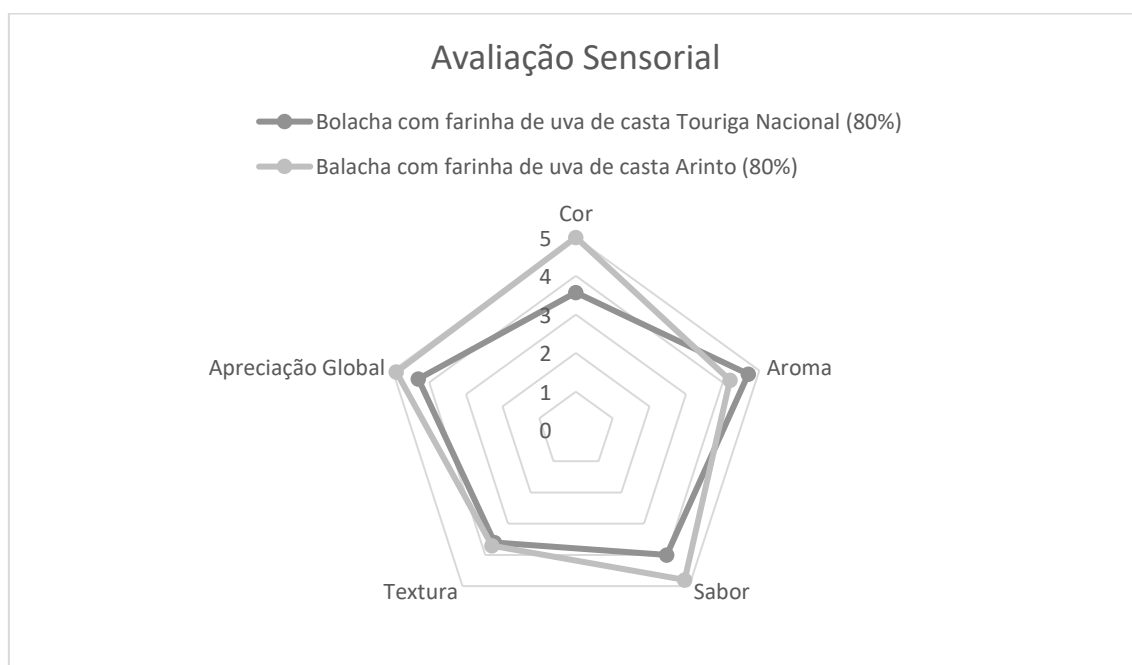 Avaliação Sensorial
Bolacha com farinha de uva de casta Touriga Nacional (80%)
Balacha com farinha de uva de casta Arinto (80%)
Cor
5
4
3
2
1
0
Aroma
Sabor
Textura
Apreciação Global